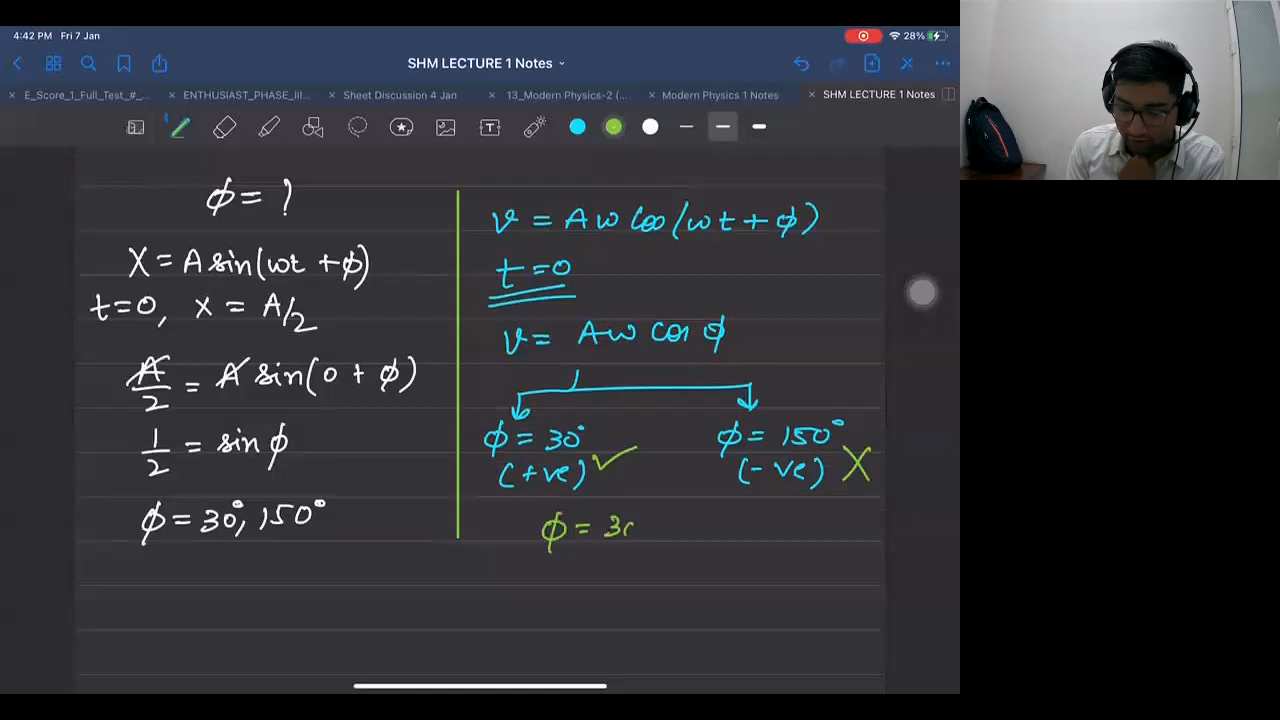 4:42 PM Fri 7 Jan
28%
SHM LECTURE 1 Notes
E_Score_1_Full_Test_#_...
ENTHUSIAST_PHASE_III...
Sheet Discussion 4 Jan
13_Modern Physics-2 (...
Modern Physics 1 Notes
SHM LECTURE 1 Notes
ϕ = ?
X = A sin(ωt + ϕ)
t=0, x = A/2
A/2 = A sin(0 + ϕ)
1/2 = sin ϕ
ϕ = 30°, 150°
v = Aω cos(ωt + ϕ)
t = 0
v = Aω cos ϕ
ϕ = 30°
(+ve) ✓
ϕ = 150°
(-ve) X
ϕ = 30